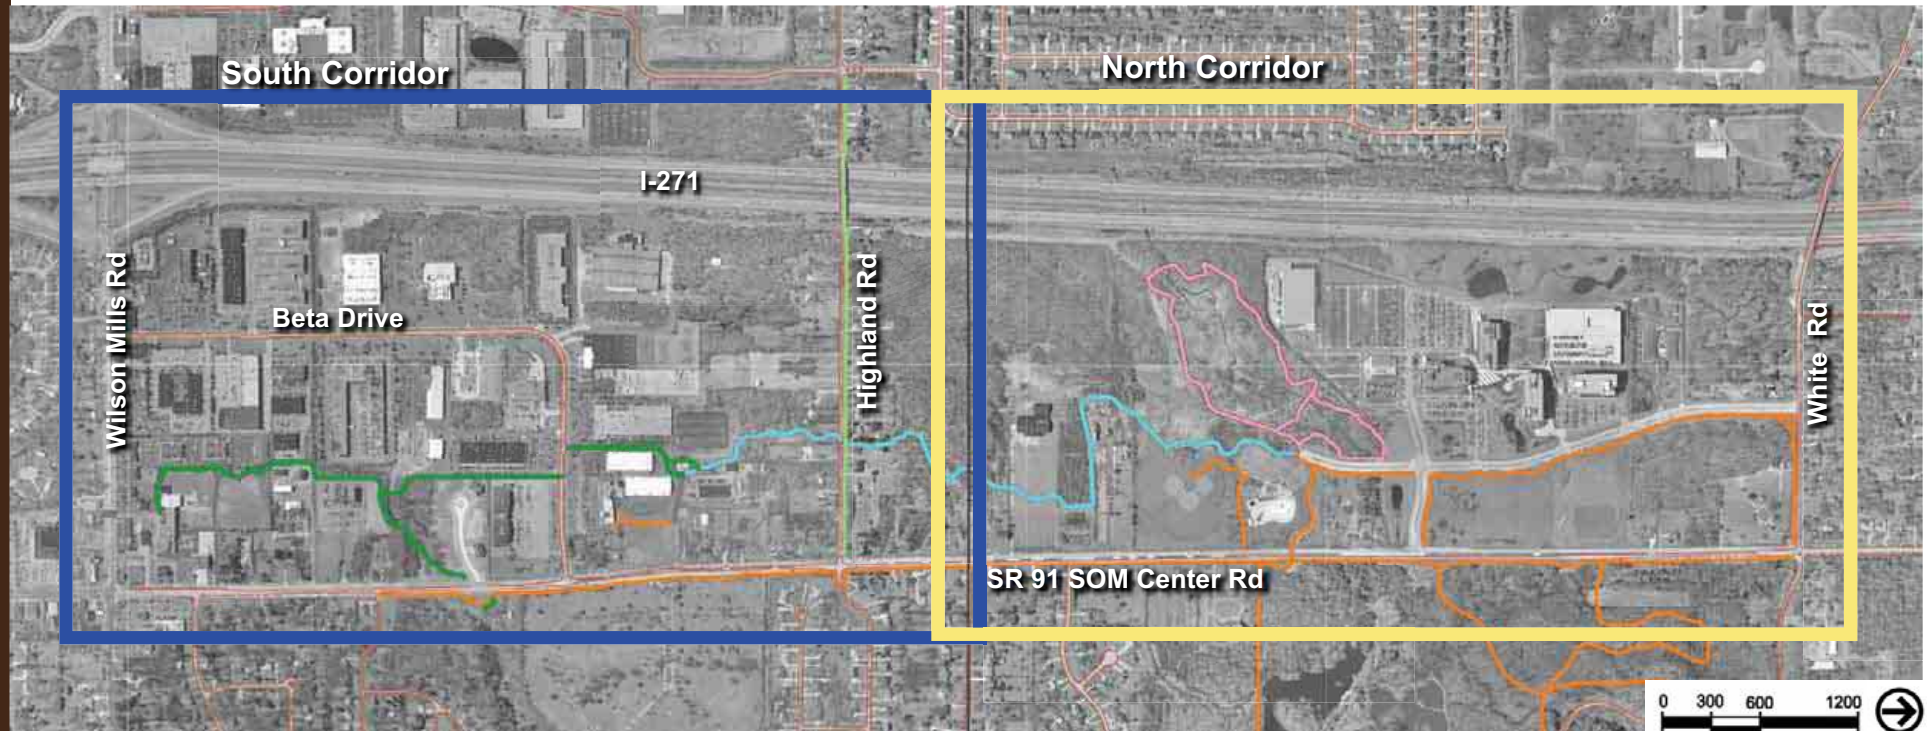 South Corridor
North Corridor
I-271
Wilson Mills Rd
Beta Drive
Highland Rd
White Rd
SR 91 SOM Center Rd
0 300 600 1200